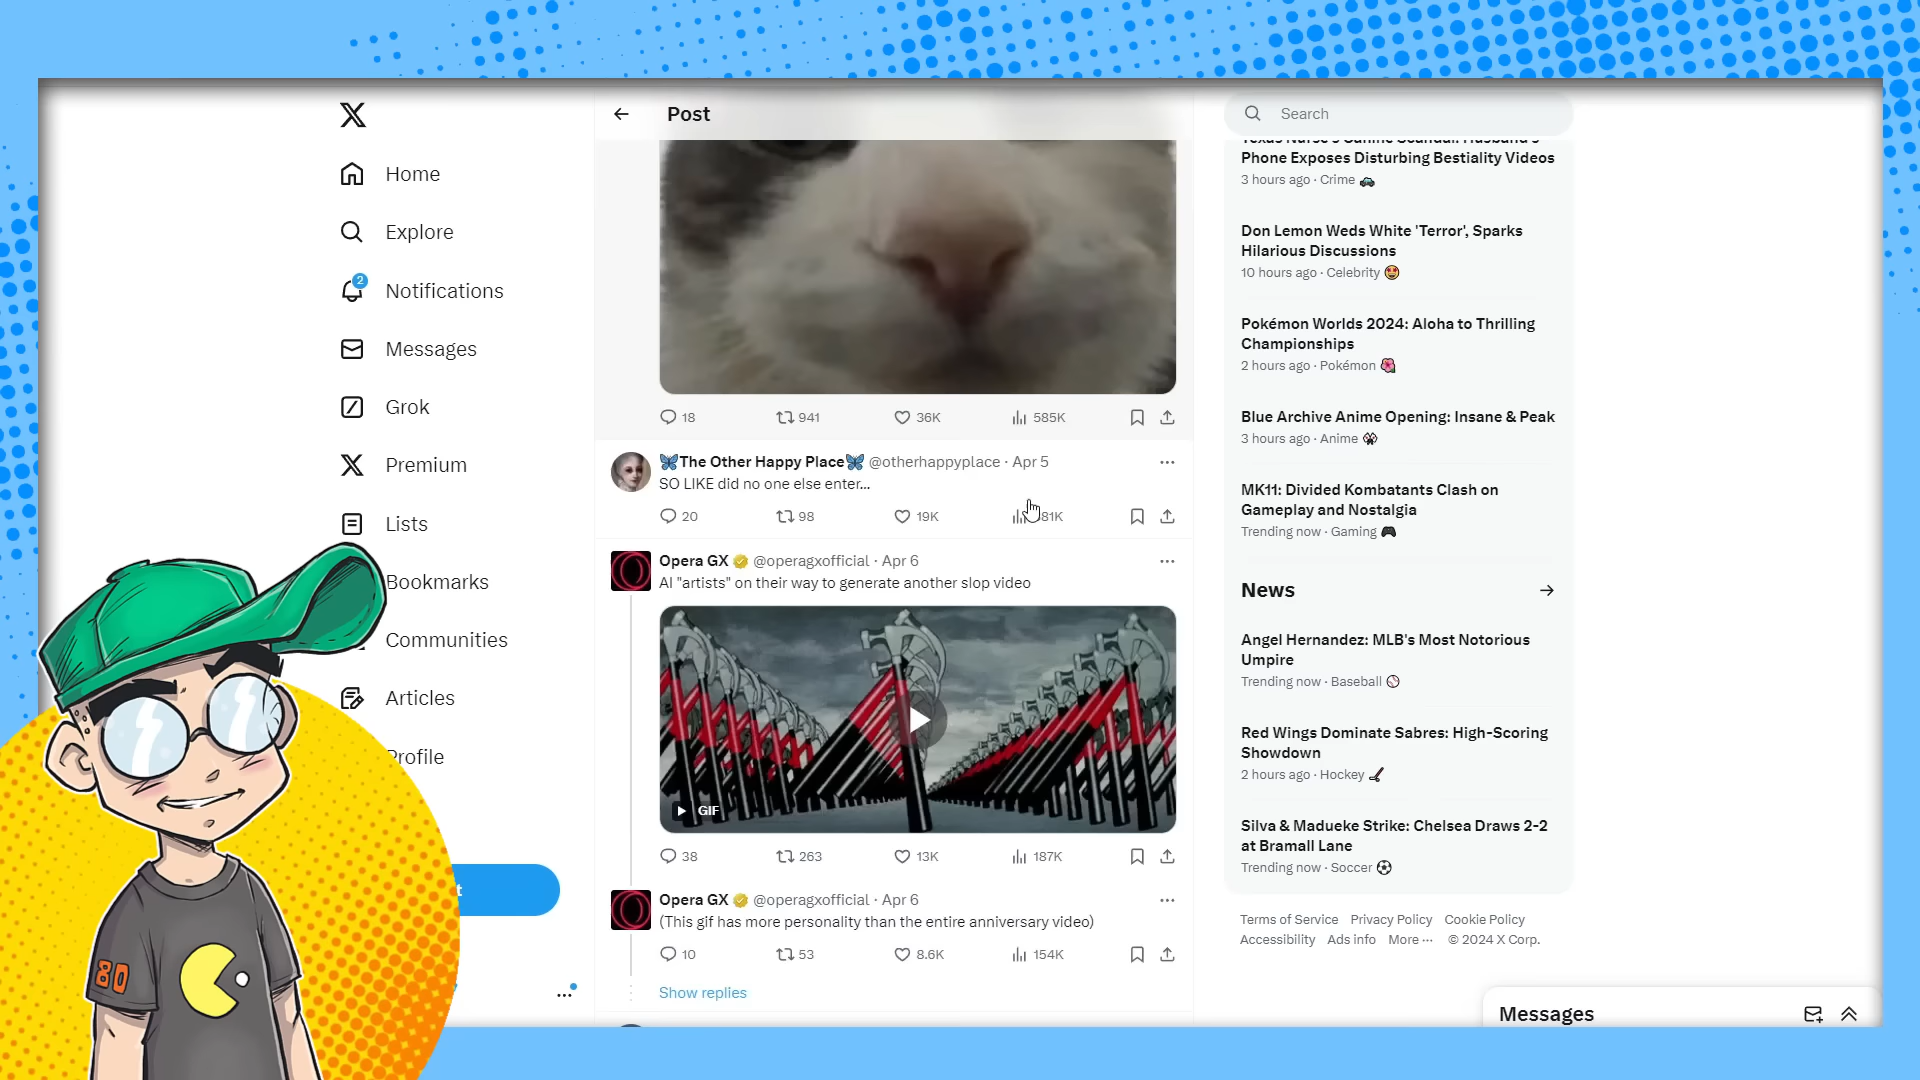 Home
Explore
2
Notifications
Messages
Grok
Premium
Lists
Bookmarks
Communities
Articles
Profile
80
Post
18
941
36K
585K
🦋The Other Happy Place🦋 @otherhappyplace · Apr 5
SO LIKE did no one else enter...
20
98
19K
81K
Opera GX @operagxofficial · Apr 6
AI "artists" on their way to generate another slop video
GIF
38
263
13K
187K
Opera GX @operagxofficial · Apr 6
(This gif has more personality than the entire anniversary video)
10
53
8.6K
154K
Show replies
Search
Texas Nurse's Canine Scandal: Husband's
Phone Exposes Disturbing Bestiality Videos
3 hours ago · Crime 🚓
Don Lemon Weds White 'Terror', Sparks
Hilarious Discussions
10 hours ago · Celebrity 🤩
Pokémon Worlds 2024: Aloha to Thrilling
Championships
2 hours ago · Pokémon 🌺
Blue Archive Anime Opening: Insane & Peak
3 hours ago · Anime
MK11: Divided Kombatants Clash on
Gameplay and Nostalgia
Trending now · Gaming 🎮
News
Angel Hernandez: MLB's Most Notorious
Umpire
Trending now · Baseball ⚾
Red Wings Dominate Sabres: High-Scoring
Showdown
2 hours ago · Hockey 🏒
Silva & Madueke Strike: Chelsea Draws 2-2
at Bramall Lane
Trending now · Soccer ⚽
Terms of Service Privacy Policy Cookie Policy
Accessibility Ads info More ··· © 2024 X Corp.
Messages